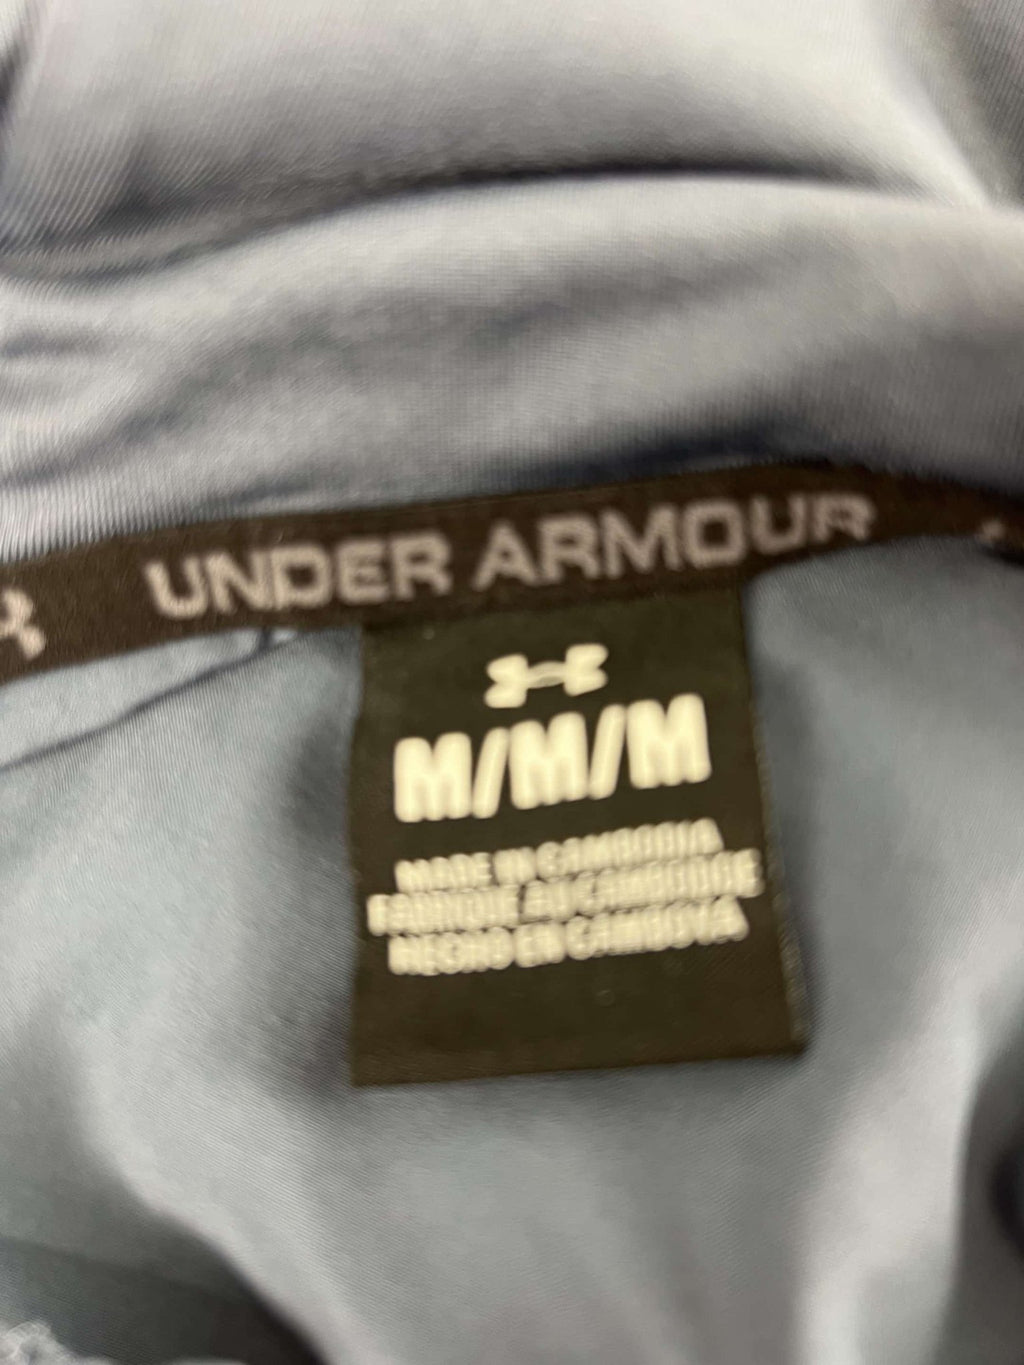 UNDER ARMOUR
M/M/M
MADE IN CAMBODIA
FABRIQUÉ AU CAMBODGE
HECHO EN CAMBOYA